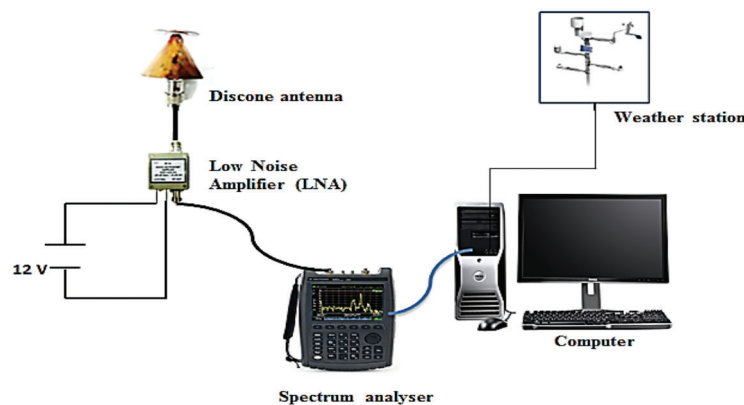 Discone antenna
Weather station
Low Noise
Amplifier (LNA)
12 V
Computer
Spectrum analyser